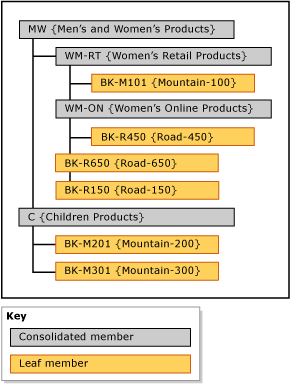 MW {Men's and Women's Products}
WM-RT {Women's Retail Products}
BK-M101 {Mountain-100}
WM-ON {Women's Online Products}
BK-R450 {Road-450}
BK-R650 {Road-650}
BK-R150 {Road-150}
C {Children Products}
BK-M201 {Mountain-200}
BK-M301 {Mountain-300}
Key
Consolidated member
Leaf member